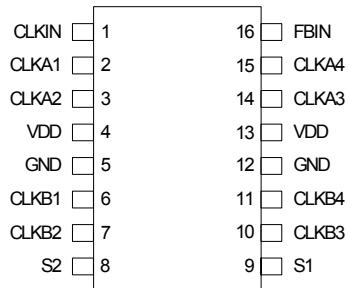 CLKIN 1 16 FBIN
CLKA1 2 15 CLKA4
CLKA2 3 14 CLKA3
VDD 4 13 VDD
GND 5 12 GND
CLKB1 6 11 CLKB4
CLKB2 7 10 CLKB3
S2 8 9 S1